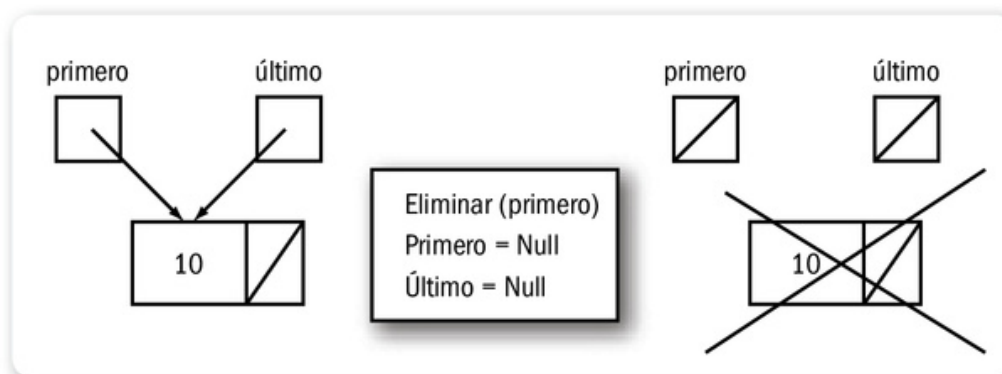 primero
último
10
Eliminar (primero)
Primero = Null
Último = Null
primero
último
10